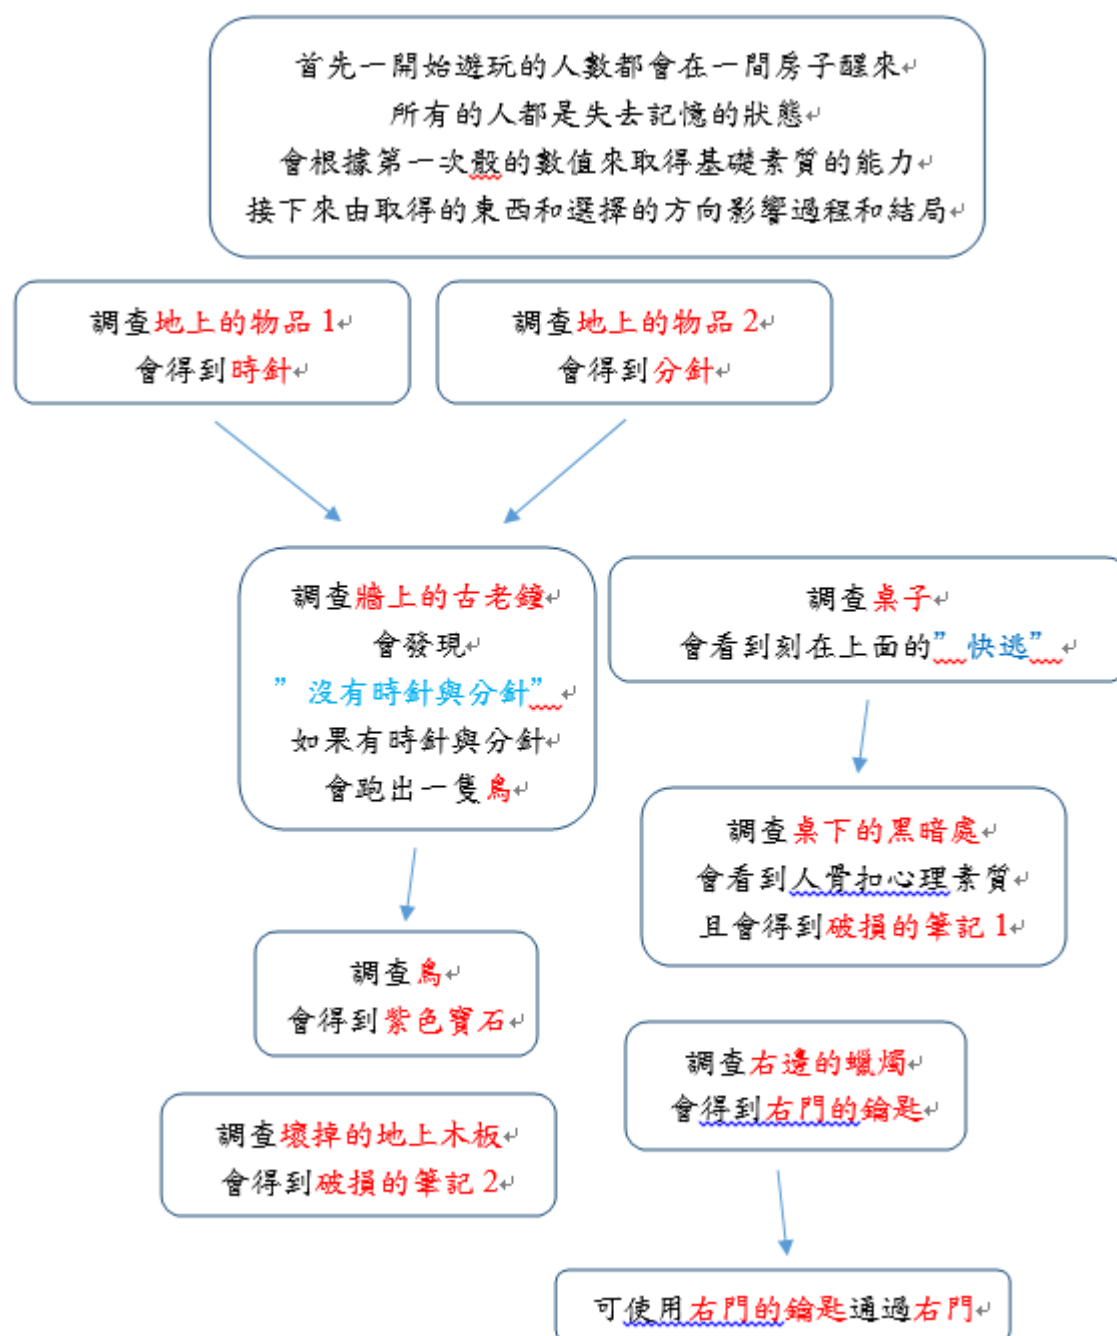 首先一開始遊玩的人數都會在一間房子醒來
所有的人都是失去記憶的狀態
會根據第一次骰的數值來取得基礎素質的能力
接下來由取得的東西和選擇的方向影響過程和結局
調查地上的物品 1
會得到時針
調查地上的物品 2
會得到分針
調查牆上的古老鐘
會發現
”沒有時針與分針”
如果有時針與分針
會跑出一隻鳥
調查桌子
會看到刻在上面的”快逃”
調查桌下的黑暗處
會看到人骨扣心理素質
且會得到破損的筆記 1
調查鳥
會得到紫色寶石
調查右邊的蠟燭
會得到右門的鑰匙
調查壞掉的地上木板
會得到破損的筆記 2
可使用右門的鑰匙通過右門